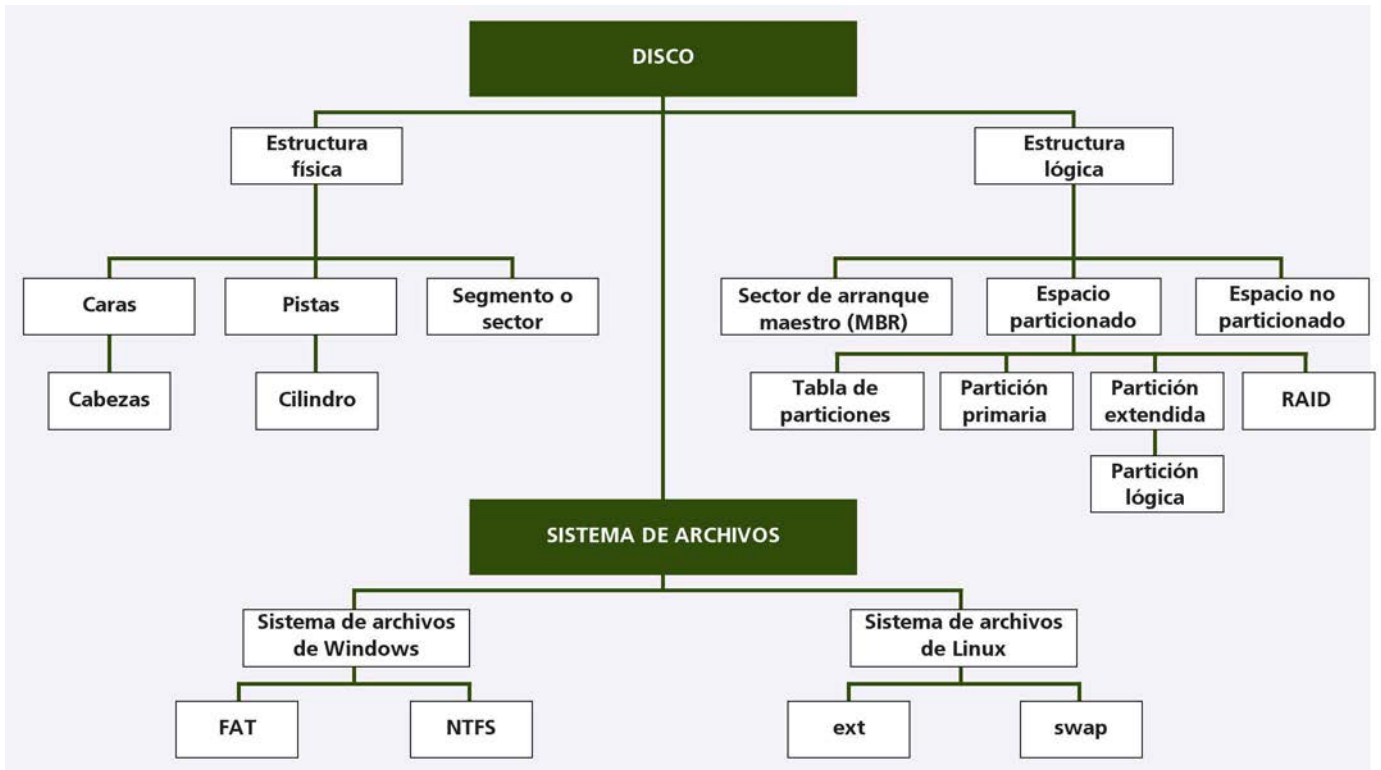 DISCO
Estructura
física
Estructura
lógica
Caras
Pistas
Segmento o
sector
Sector de arranque
maestro (MBR)
Espacio
particionado
Espacio no
particionado
Cabezas
Cilindro
Tabla de
particiones
Partición
primaria
Partición
extendida
RAID
Partición
lógica
SISTEMA DE ARCHIVOS
Sistema de archivos
de Windows
Sistema de archivos
de Linux
FAT
NTFS
ext
swap